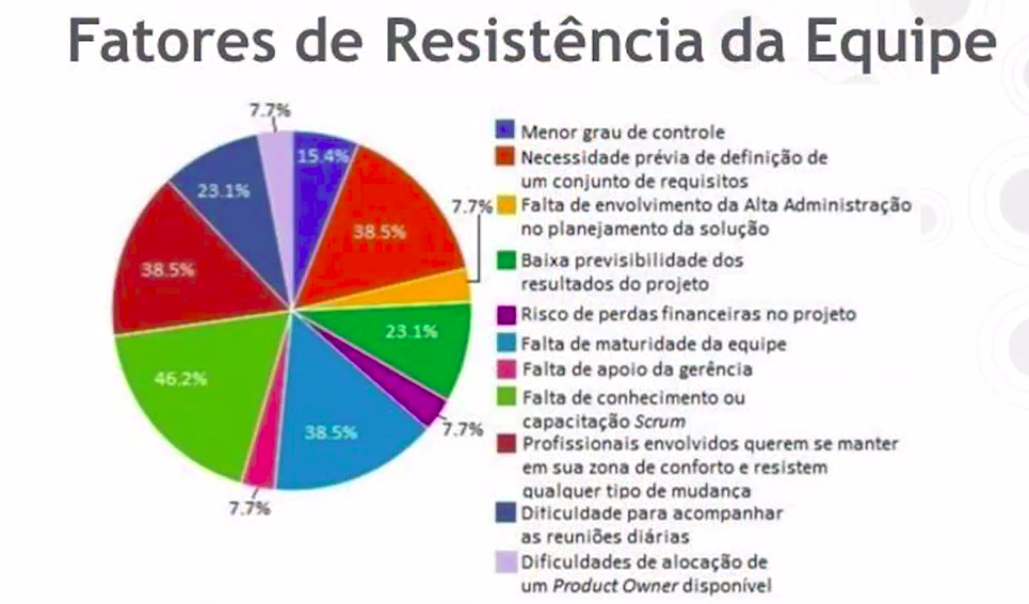 Fatores de Resistência da Equipe
7.7%
15.4%
38.5%
7.7%
23.1%
7.7%
38.5%
7.7%
46.2%
38.5%
23.1%
Menor grau de controle
Necessidade prévia de definição de
um conjunto de requisitos
Falta de envolvimento da Alta Administração
no planejamento da solução
Baixa previsibilidade dos
resultados do projeto
Risco de perdas financeiras no projeto
Falta de maturidade da equipe
Falta de apoio da gerência
Falta de conhecimento ou
capacitação Scrum
Profissionais envolvidos querem se manter
em sua zona de conforto e resistem
qualquer tipo de mudança
Dificuldade para acompanhar
as reuniões diárias
Dificuldades de alocação de
um Product Owner disponível